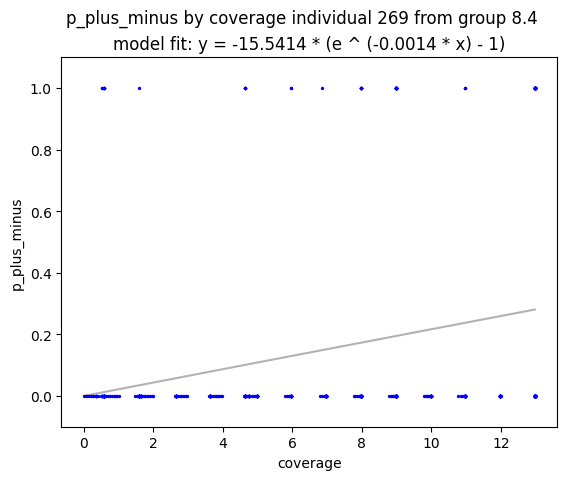 p_plus_minus by coverage individual 269 from group 8.4
model fit: y = -15.5414 * (e ^ (-0.0014 * x) - 1)
1.0
0.8
0.6
0.4
0.2
0.0
p_plus_minus
0 2 4 6 8 10 12
coverage